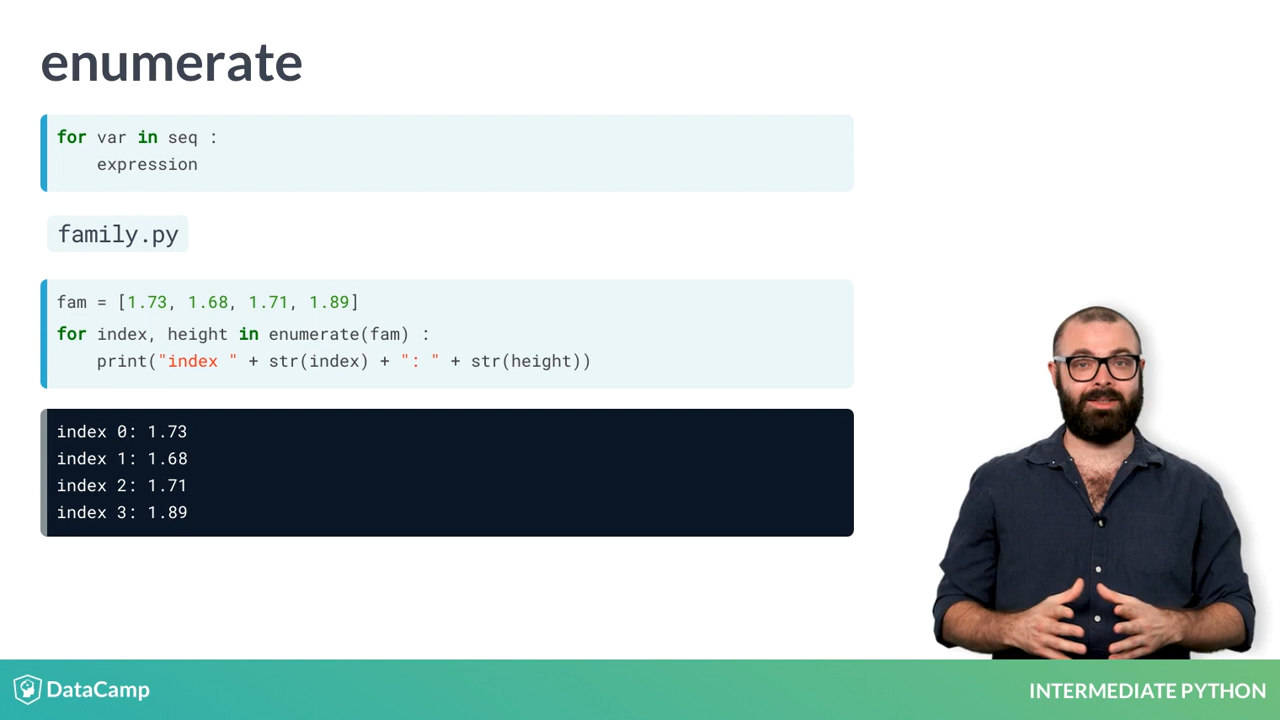 enumerate
for var in seq :
    expression
family.py
fam = [1.73, 1.68, 1.71, 1.89]
for index, height in enumerate(fam) :
    print("index " + str(index) + ": " + str(height))
index 0: 1.73
index 1: 1.68
index 2: 1.71
index 3: 1.89
DataCamp
INTERMEDIATE PYTHON